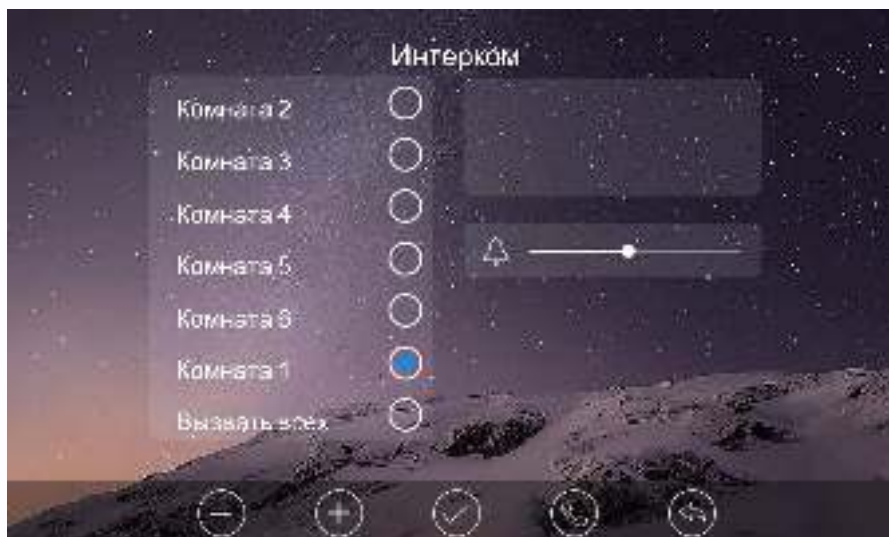 Интерком
Комната 2
Комната 3
Комната 4
Комната 5
Комната 6
Комната 1
Вызвать всех